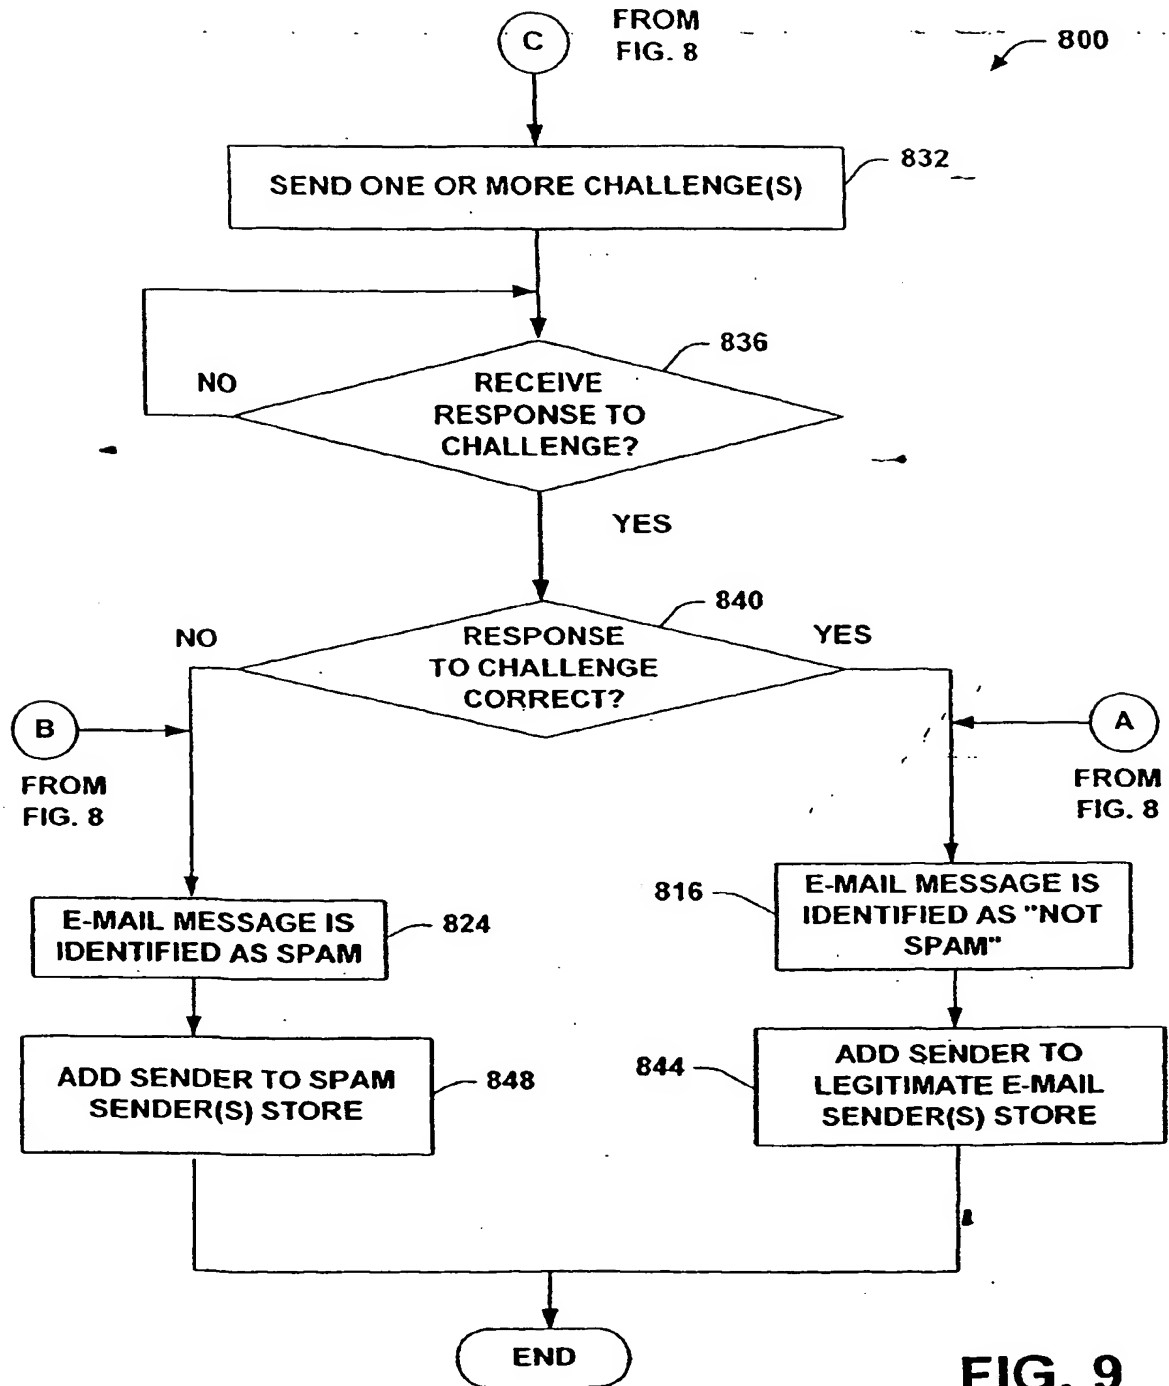 C
FROM
FIG. 8
800
SEND ONE OR MORE CHALLENGE(S)
832
836
NO
RECEIVE
RESPONSE TO
CHALLENGE?
YES
840
NO
RESPONSE
TO CHALLENGE
CORRECT?
YES
B
FROM
FIG. 8
A
FROM
FIG. 8
E-MAIL MESSAGE IS
IDENTIFIED AS SPAM
824
816
E-MAIL MESSAGE IS
IDENTIFIED AS "NOT
SPAM"
ADD SENDER TO SPAM
SENDER(S) STORE
848
844
ADD SENDER TO
LEGITIMATE E-MAIL
SENDER(S) STORE
END
FIG. 9